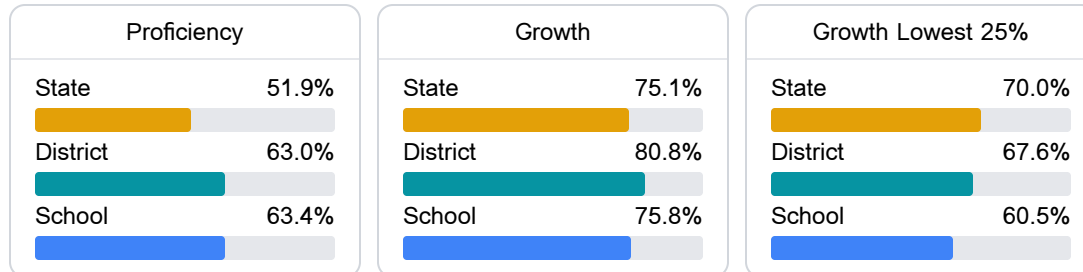 Proficiency
State 51.9%
District 63.0%
School 63.4%
Growth
State 75.1%
District 80.8%
School 75.8%
Growth Lowest 25%
State 70.0%
District 67.6%
School 60.5%